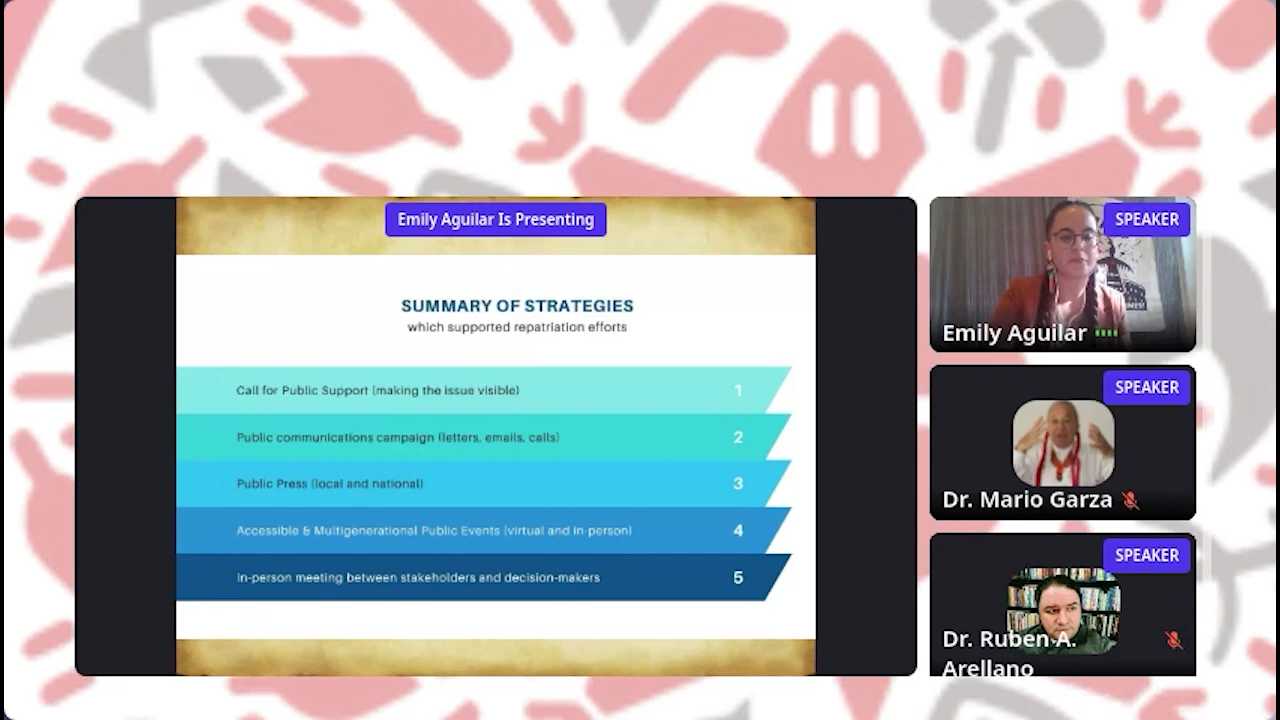 Emily Aguilar Is Presenting
SUMMARY OF STRATEGIES
which supported repatriation efforts
Call for Public Support (making the issue visible) 1
Public communications campaign (letters, emails, calls) 2
Public Press (local and national) 3
Accessible & Multigenerational Public Events (virtual and in-person) 4
In-person meeting between stakeholders and decision-makers 5
SPEAKER
Emily Aguilar
SPEAKER
Dr. Mario Garza
SPEAKER
Dr. Ruben A.
Arellano